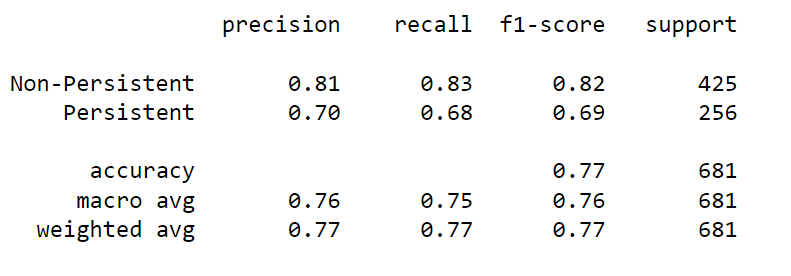 precision recall f1-score support
Non-Persistent 0.81 0.83 0.82 425
Persistent 0.70 0.68 0.69 256
accuracy 0.77 681
macro avg 0.76 0.75 0.76 681
weighted avg 0.77 0.77 0.77 681